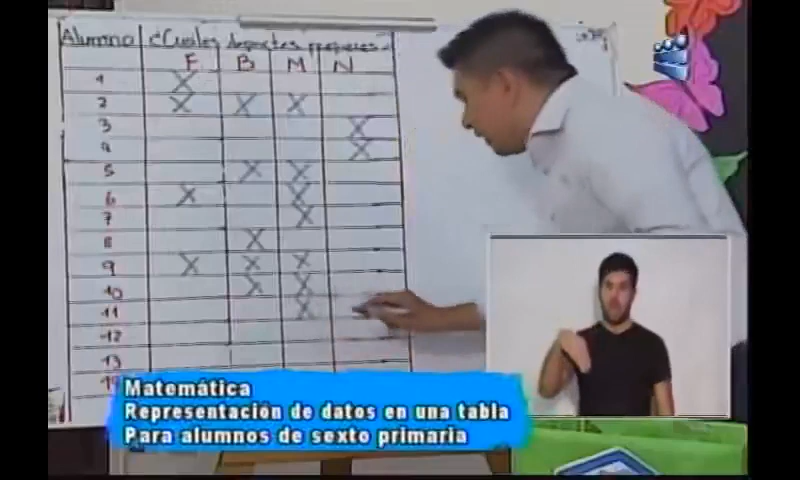 Alumno ¿Cuales deportes prefieres
F B M N
1 X
2 X X X
3 X
4 X
5 X X
6 X X
7 X
8 X
9 X X X
10 X X
11 X
12
13
Matemática
Representación de datos en una tabla
Para alumnos de sexto primaria